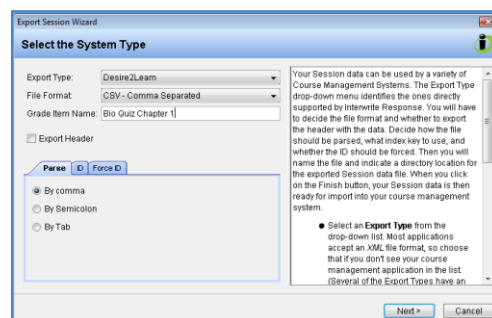 Export Session Wizard
Select the System Type
Export Type: Desire2Learn
File Format: CSV - Comma Separated
Grade Item Name: Bio Quiz Chapter 1
Export Header
Parse ID Force ID
By comma
By Semicolon
By Tab
Your Session data can be used by a variety of
Course Management Systems. The Export Type
drop-down menu identifies the ones directly
supported by Interwrite Response. You will have
to decide the file format and whether to export
the header with the data. Decide how the file
should be parsed, what index key to use, and
whether the ID should be forced. Then you will
name the file and indicate a directory location for
the exported Session data file. When you click
on the Finish button, your Session data is then
ready for import into your course management
system.
● Select an Export Type from the
drop-down list. Most applications
accept an XML file format, so choose
that if you don't see your course
management application in the list.
(Several of the Export Types have an
Next > Cancel